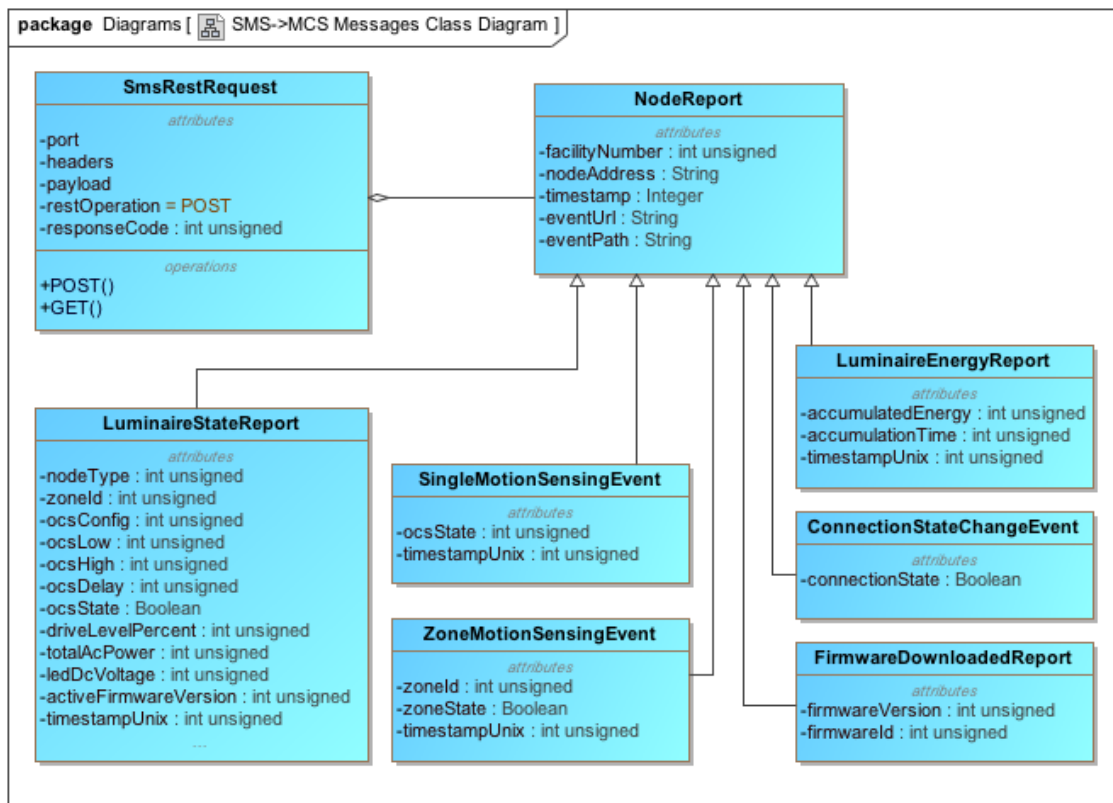 package Diagrams [ SMS->MCS Messages Class Diagram ]
SmsRestRequest
attributes
-port
-headers
-payload
-restOperation = POST
-responseCode : int unsigned
operations
+POST()
+GET()
NodeReport
attributes
-facilityNumber : int unsigned
-nodeAddress : String
-timestamp : Integer
-eventUrl : String
-eventPath : String
LuminaireStateReport
attributes
-nodeType : int unsigned
-zoneId : int unsigned
-ocsConfig : int unsigned
-ocsLow : int unsigned
-ocsHigh : int unsigned
-ocsDelay : int unsigned
-ocsState : Boolean
-driveLevelPercent : int unsigned
-totalAcPower : int unsigned
-ledDcVoltage : int unsigned
-activeFirmwareVersion : int unsigned
-timestampUnix : int unsigned
...
SingleMotionSensingEvent
attributes
-ocsState : int unsigned
-timestampUnix : int unsigned
ZoneMotionSensingEvent
attributes
-zoneId : int unsigned
-zoneState : Boolean
-timestampUnix : int unsigned
LuminaireEnergyReport
attributes
-accumulatedEnergy : int unsigned
-accumulationTime : int unsigned
-timestampUnix : int unsigned
ConnectionStateChangeEvent
attributes
-connectionState : Boolean
FirmwareDownloadedReport
attributes
-firmwareVersion : int unsigned
-firmwareId : int unsigned